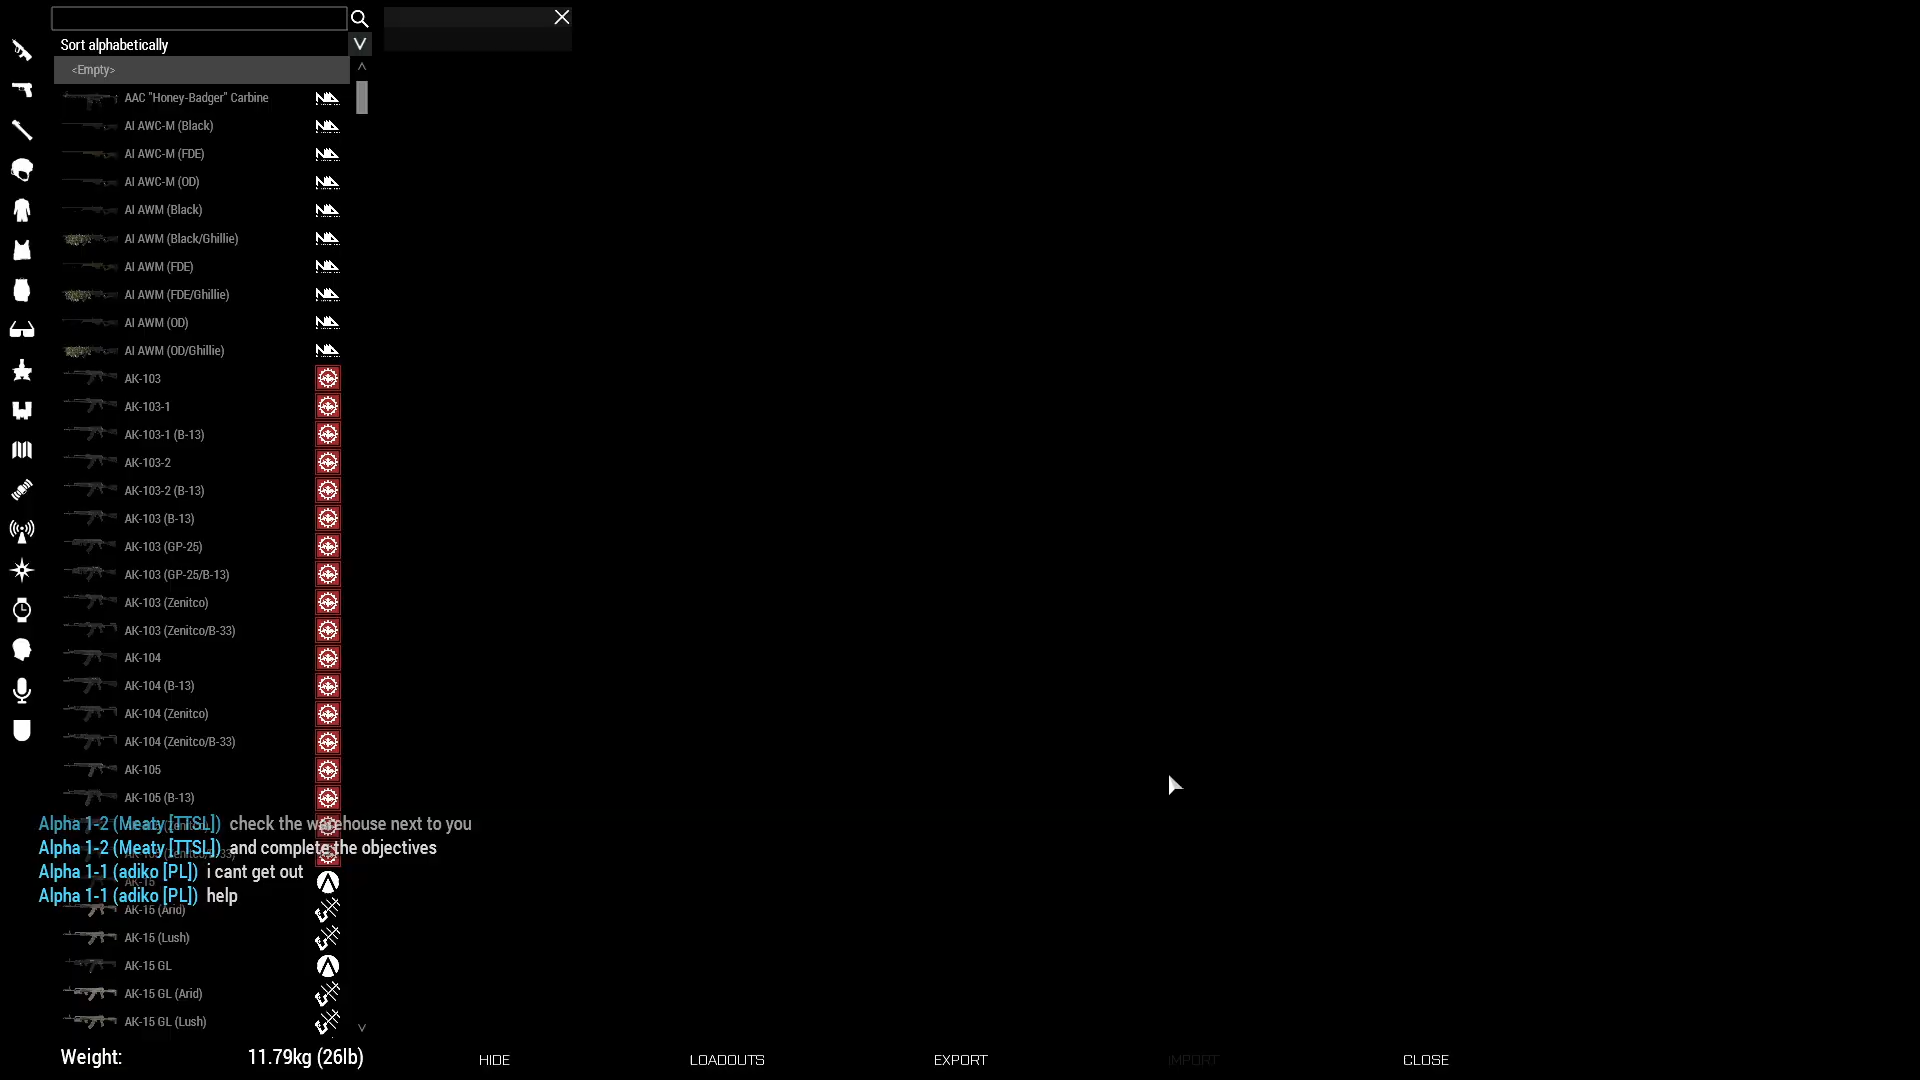 Sort alphabetically
<Empty>
AAC "Honey-Badger" Carbine
AI AWC-M (Black)
AI AWC-M (FDE)
AI AWC-M (OD)
AI AWM (Black)
AI AWM (Black/Ghillie)
AI AWM (FDE)
AI AWM (FDE/Ghillie)
AI AWM (OD)
AI AWM (OD/Ghillie)
AK-103
AK-103-1
AK-103-1 (B-13)
AK-103-2
AK-103-2 (B-13)
AK-103 (B-13)
AK-103 (GP-25)
AK-103 (GP-25/B-13)
AK-103 (Zenitco)
AK-103 (Zenitco/B-33)
AK-104
AK-104 (B-13)
AK-104 (Zenitco)
AK-104 (Zenitco/B-33)
AK-105
AK-105 (B-13)
Alpha 1-2 (Meaty [TTSL]) check the warehouse next to you
Alpha 1-2 (Meaty [TTSL]) and complete the objectives
Alpha 1-1 (adiko [PL]) i cant get out
AK-15
Alpha 1-1 (adiko [PL]) help
AK-15 (Arid)
AK-15 (Lush)
AK-15 GL
AK-15 GL (Arid)
AK-15 GL (Lush)
Weight: 11.79kg (26lb)
HIDE
LOADOUTS
EXPORT
IMPORT
CLOSE